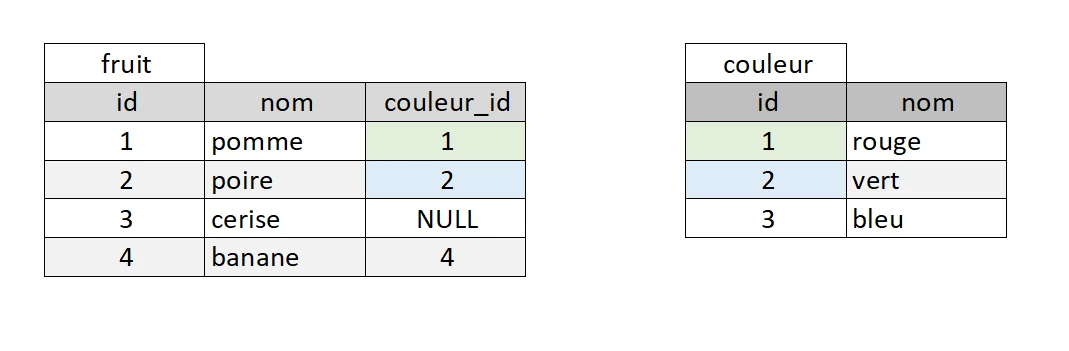 fruit
id nom couleur_id
1 pomme 1
2 poire 2
3 cerise NULL
4 banane 4
couleur
id nom
1 rouge
2 vert
3 bleu